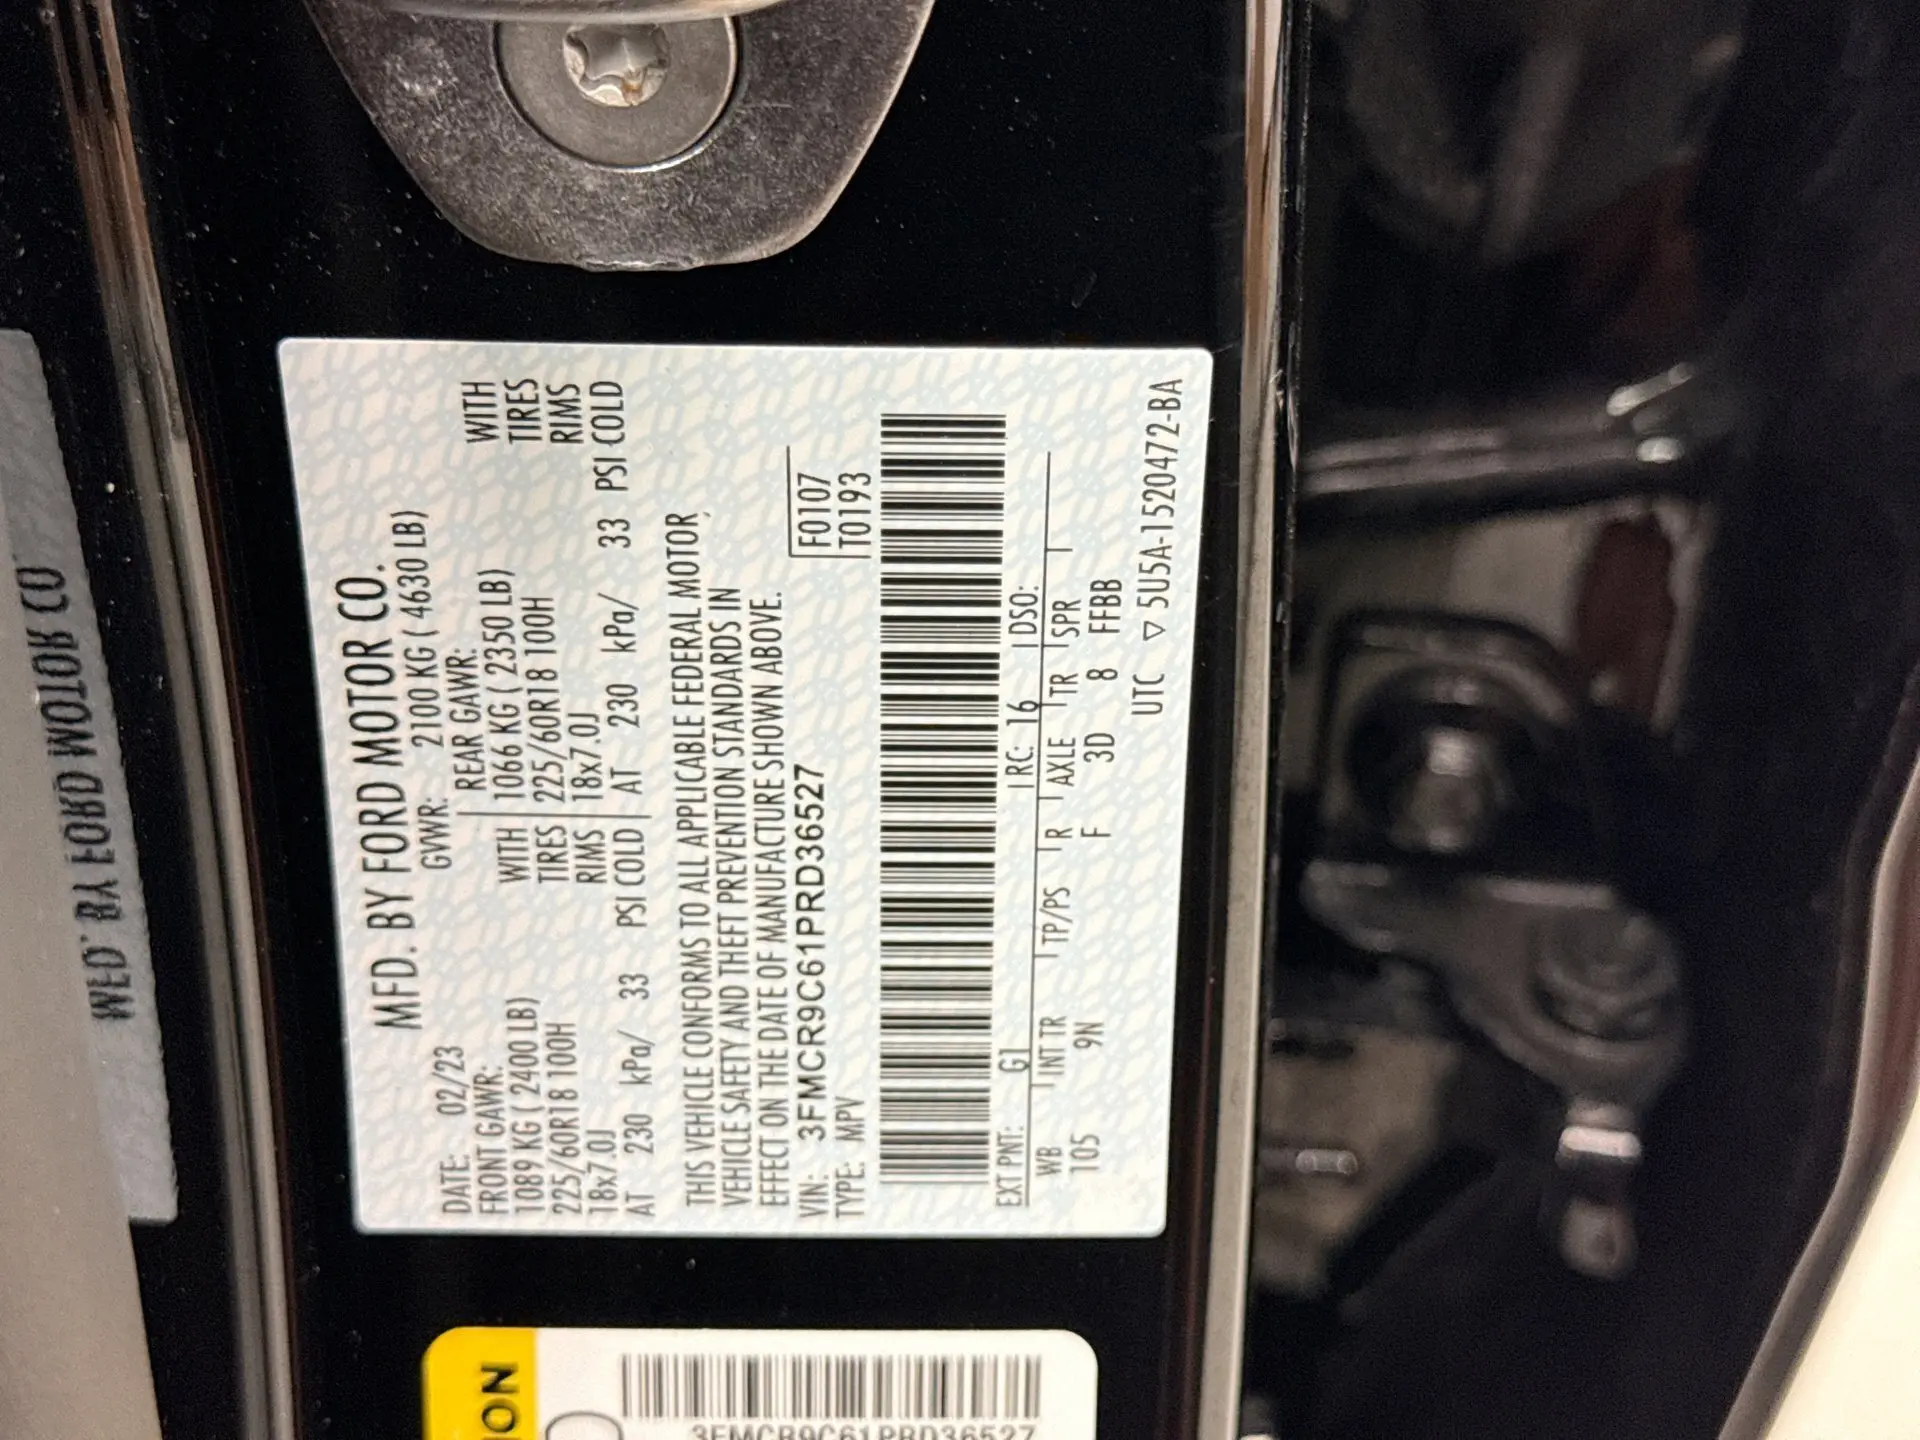 MFD. BY FORD MOTOR CO.
DATE: 02/23 GVWR: 2100 KG ( 4630 LB)
FRONT GAWR: REAR GAWR:
1089 KG ( 2400 LB) WITH 1066 KG ( 2350 LB) WITH
225/60R18 100H TIRES 225/60R18 100H TIRES
18x7.0J RIMS 18x7.0J RIMS
AT 230 kPa/ 33 PSI COLD AT 230 kPa/ 33 PSI COLD
THIS VEHICLE CONFORMS TO ALL APPLICABLE FEDERAL MOTOR
VEHICLE SAFETY AND THEFT PREVENTION STANDARDS IN
EFFECT ON THE DATE OF MANUFACTURE SHOWN ABOVE.
VIN: 3FMCR9C61PRD36527 F0107
TYPE: MPV T0193
EXT PNT: G1 RC: 16 DSO:
WB INT TR TP/PS R AXLE TR SPR
105 9N F 3D 8 FFBB
UTC ▽ 5U5A-1520472-BA
3FMCR9C61PRD36527
MFD. BY FORD MOTOR CO.